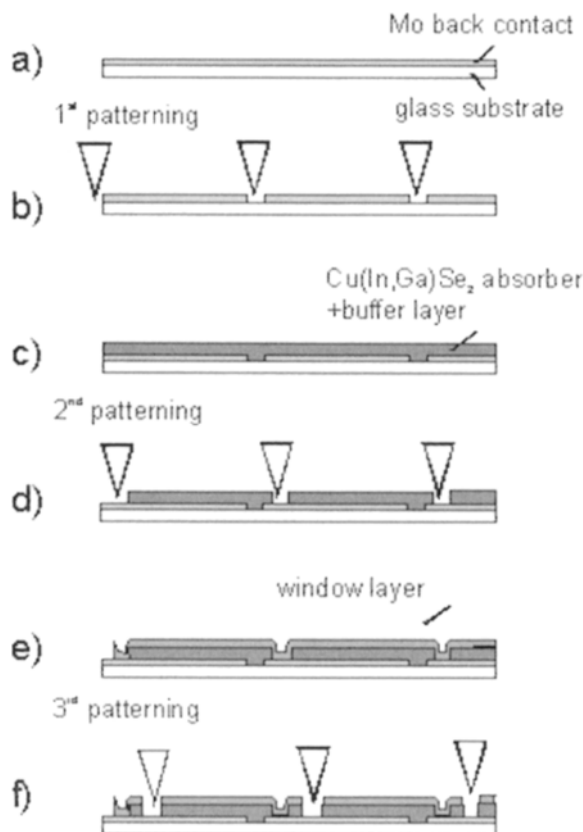 Mo back contact
a)
glass substrate
1st patterning
b)
Cu(In,Ga)Se2 absorber
+buffer layer
c)
2nd patterning
d)
window layer
e)
3rd patterning
f)